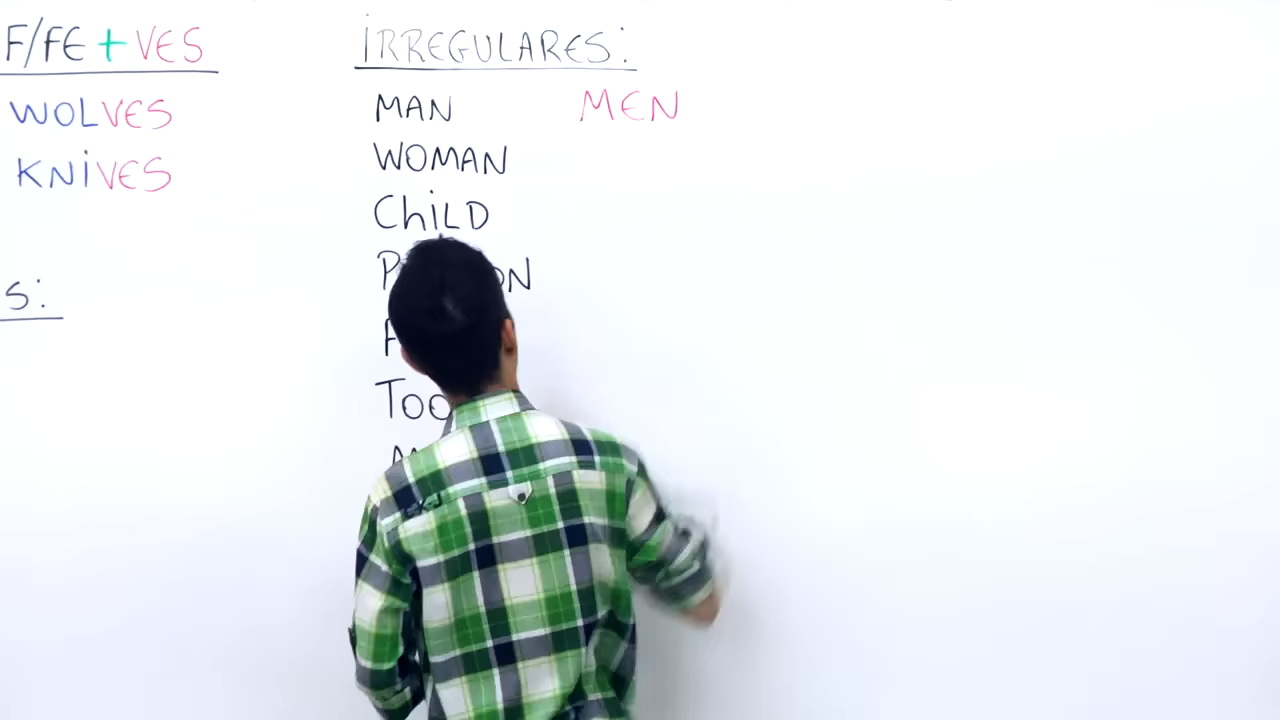 F/FE + VES
WOLVES
KNiVES
S:
iRREGULARES:
MAN MEN
WOMAN
ChiLD